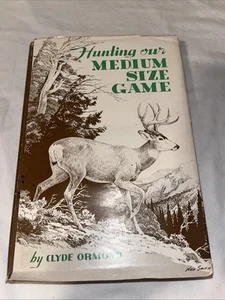 Hunting our
MEDIUM
SIZE
GAME
by CLYDE ORMOND